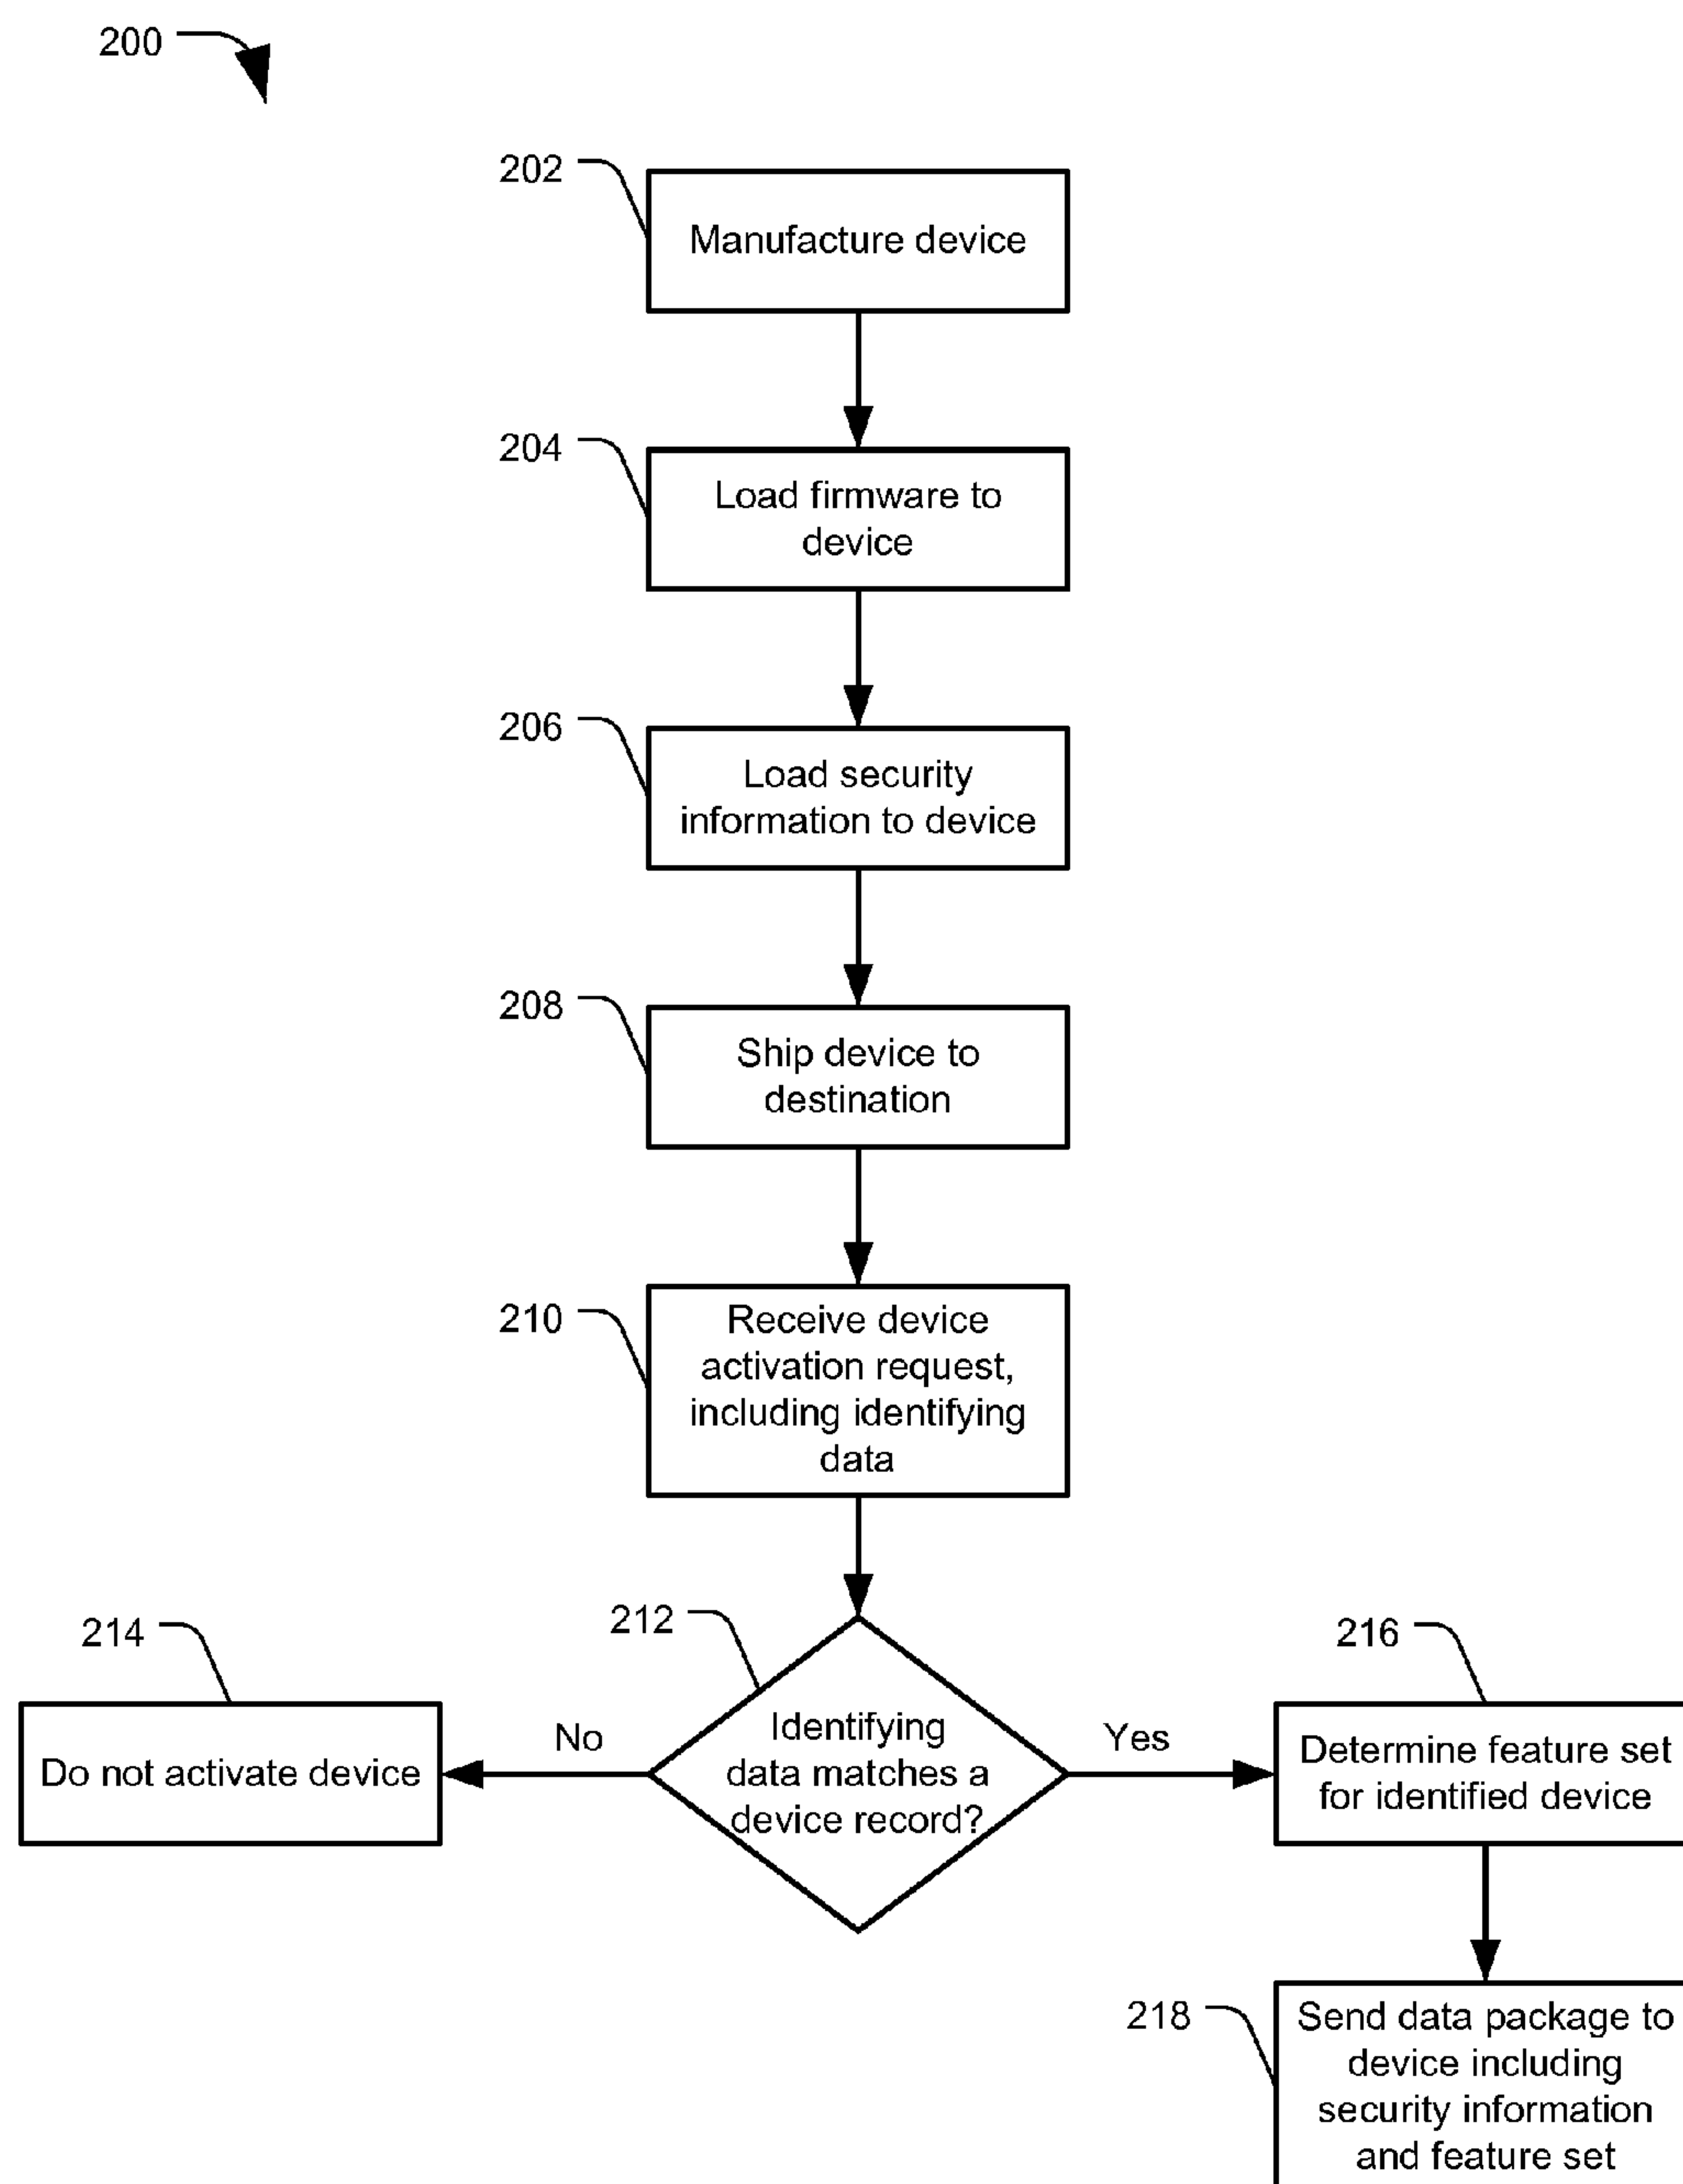 200
202
Manufacture device
204
Load firmware to
device
206
Load security
information to device
208
Ship device to
destination
210
Receive device
activation request,
including identifying
data
212
214
216
Identifying
data matches a
device record?
No
Yes
Do not activate device
Determine feature set
for identified device
218
Send data package to
device including
security information
and feature set